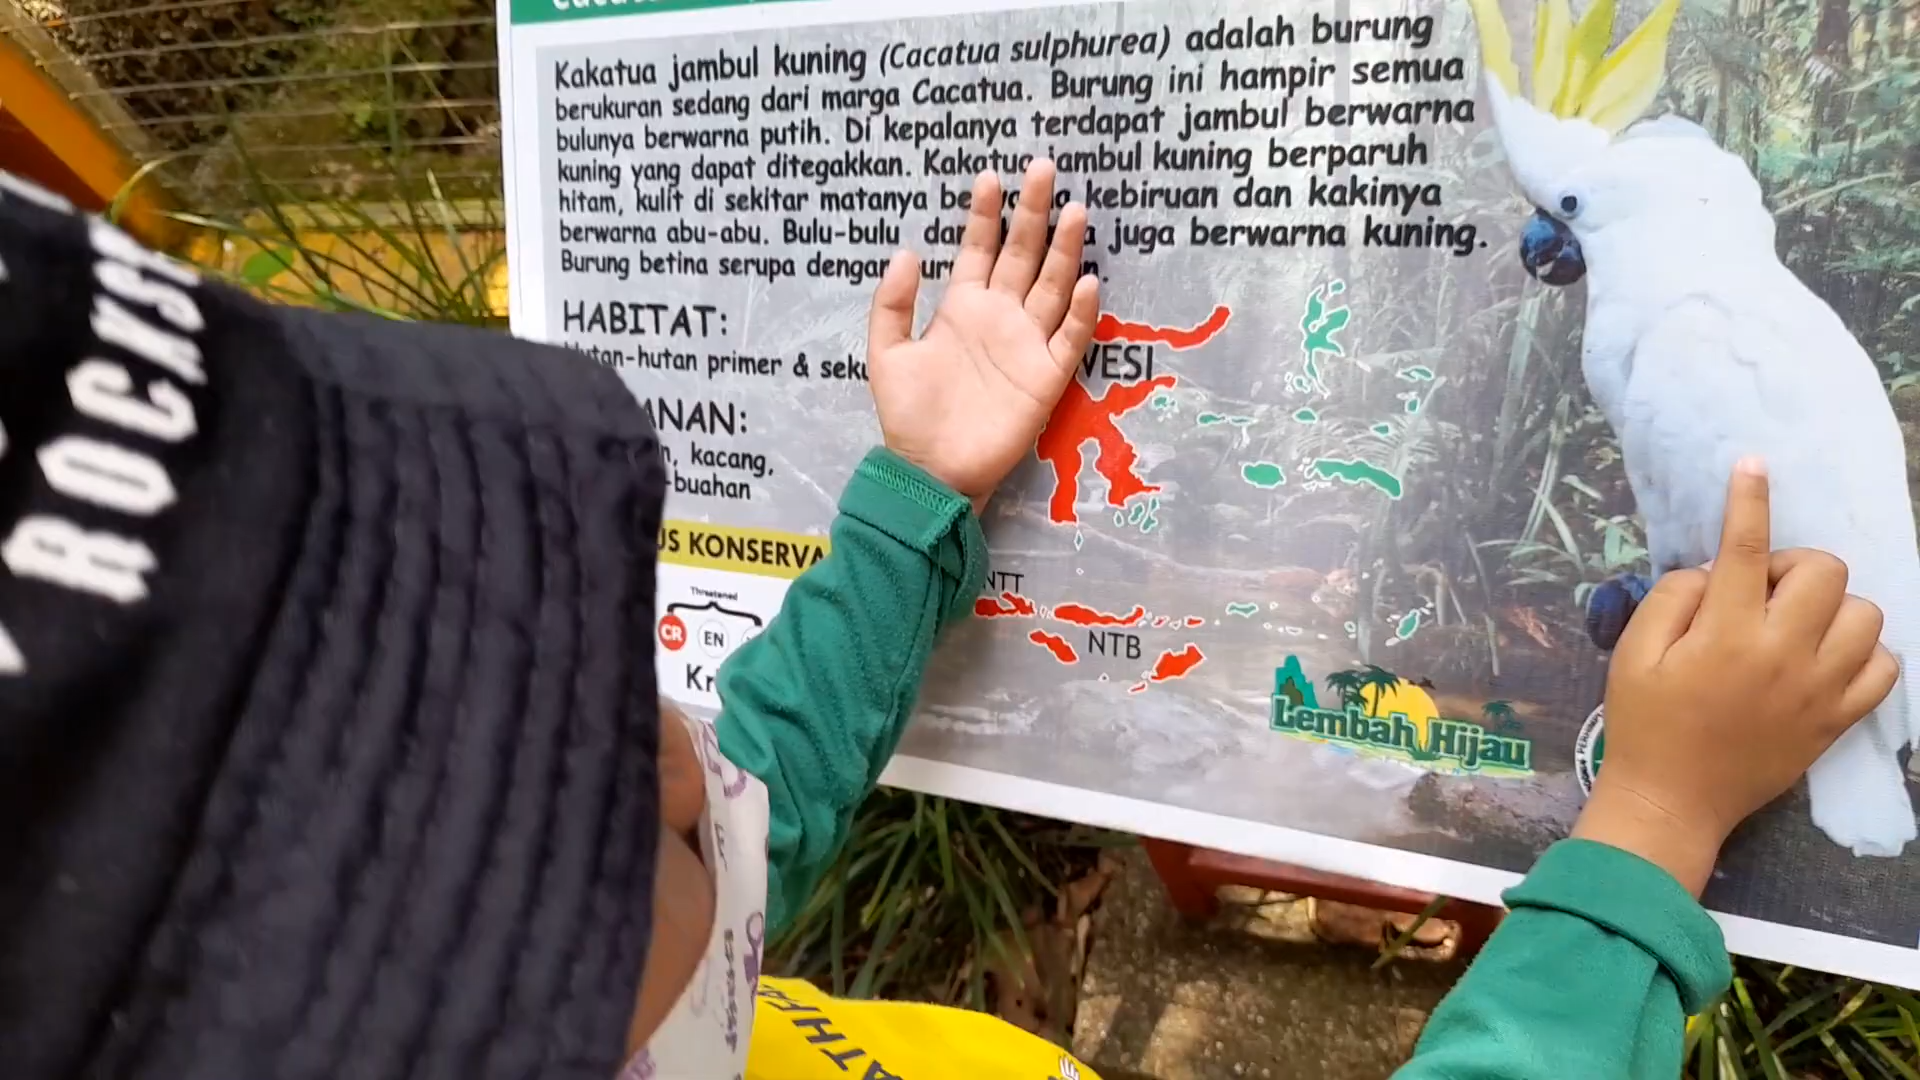 Kakatua jambul kuning (Cacatua sulphurea) adalah burung
berukuran sedang dari marga Cacatua. Burung ini hampir semua
bulunya berwarna putih. Di kepalanya terdapat jambul berwarna
kuning yang dapat ditegakkan. Kakatua jambul kuning berparuh
hitam, kulit di sekitar matanya kebiruan dan kakinya
berwarna abu-abu. Bulu-bulu juga berwarna kuning.
Burung betina serupa dengan
HABITAT:
primer &
kacang,
KONSERVA
Threatened
CR EN
NTT
NTB
Lembah Hijau
ROCKS